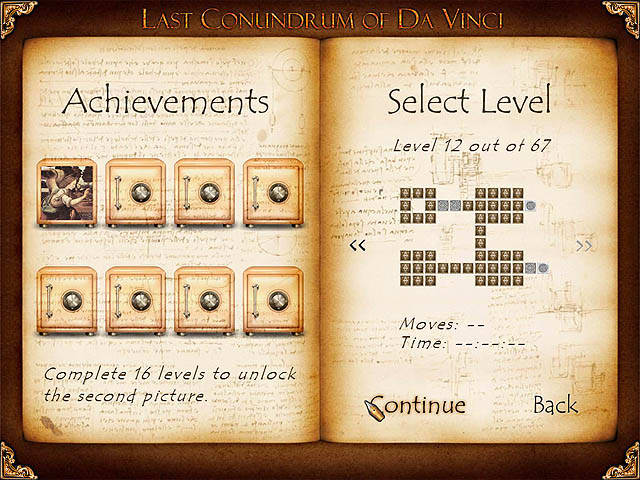 LAST CONUNDRUM OF DA VINCI
Achievements
Complete 16 levels to unlock
the second picture.
Select Level
Level 12 out of 67
<< >>
Moves: --
Time: --:--:--
Continue Back